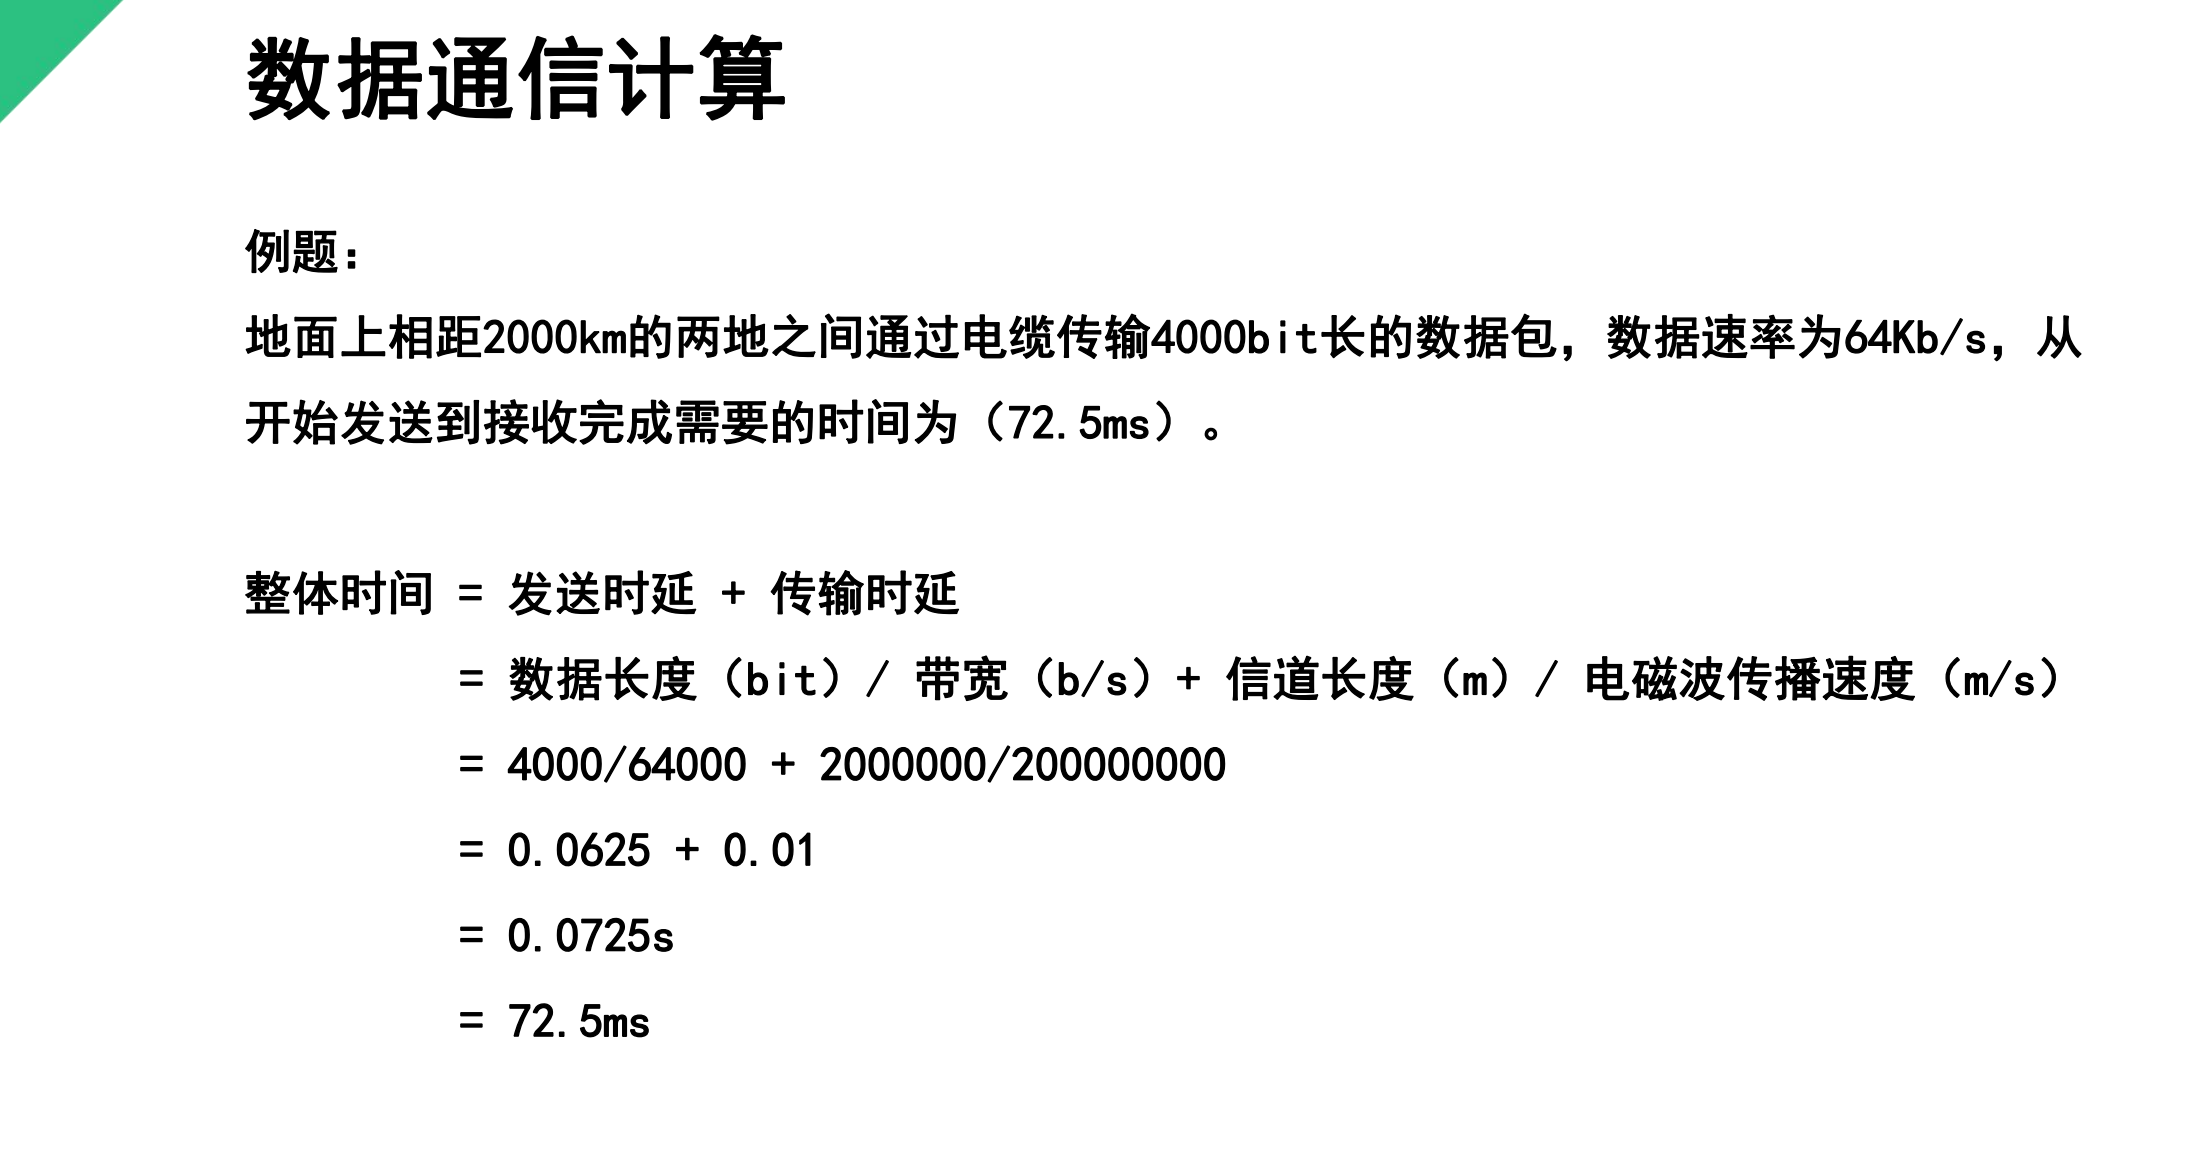 数据通信计算
例题：
地面上相距2000km的两地之间通过电缆传输4000bit长的数据包，数据速率为64Kb/s，从
开始发送到接收完成需要的时间为（72.5ms）。
整体时间 = 发送时延 + 传输时延
= 数据长度（bit）/ 带宽（b/s）+ 信道长度（m）/ 电磁波传播速度（m/s）
= 4000/64000 + 2000000/200000000
= 0.0625 + 0.01
= 0.0725s
= 72.5ms